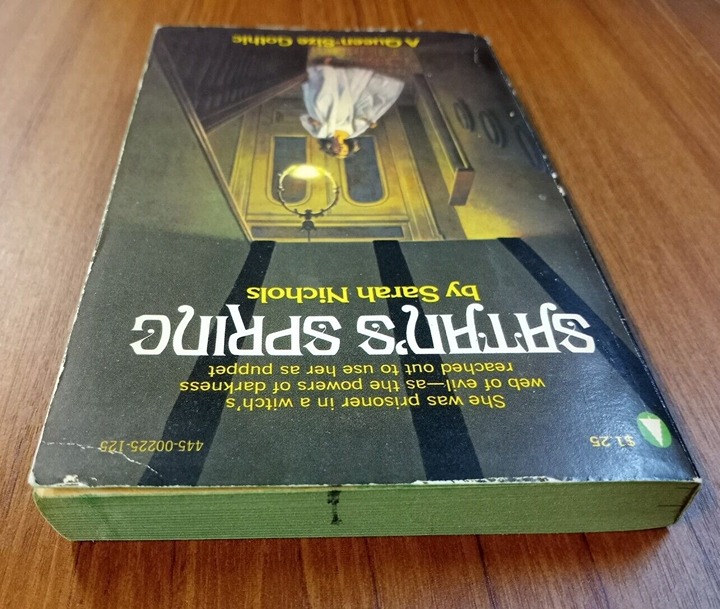 $1.25
445-00225-125
She was prisoner in a witch's
web of evil—as the powers of darkness
reached out to use her as puppet
SATAN'S SPRING
by Sarah Nichols
A Queen-Size Gothic